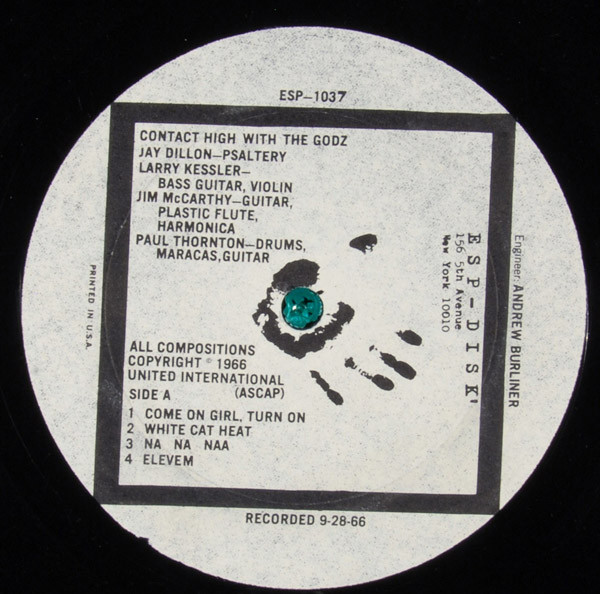 ESP-1037
CONTACT HIGH WITH THE GODZ
JAY DILLON—PSALTERY
LARRY KESSLER—
BASS GUITAR, VIOLIN
JIM McCARTHY—GUITAR,
PLASTIC FLUTE,
HARMONICA
PAUL THORNTON—DRUMS,
MARACAS, GUITAR
ALL COMPOSITIONS
COPYRIGHT © 1966
UNITED INTERNATIONAL
(ASCAP)
SIDE A
1 COME ON GIRL, TURN ON
2 WHITE CAT HEAT
3 NA NA NAA
4 ELEVEM
ESP-DISK'
156 5th Avenue
New York 10010
Engineer: ANDREW BURLINER
PRINTED IN U.S.A.
RECORDED 9-28-66